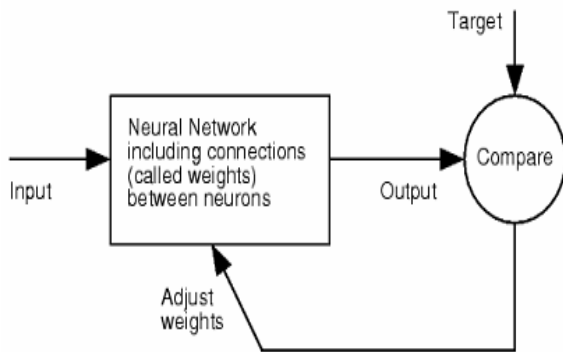 Target
Neural Network
including connections
(called weights)
between neurons
Compare
Input
Output
Adjust
weights